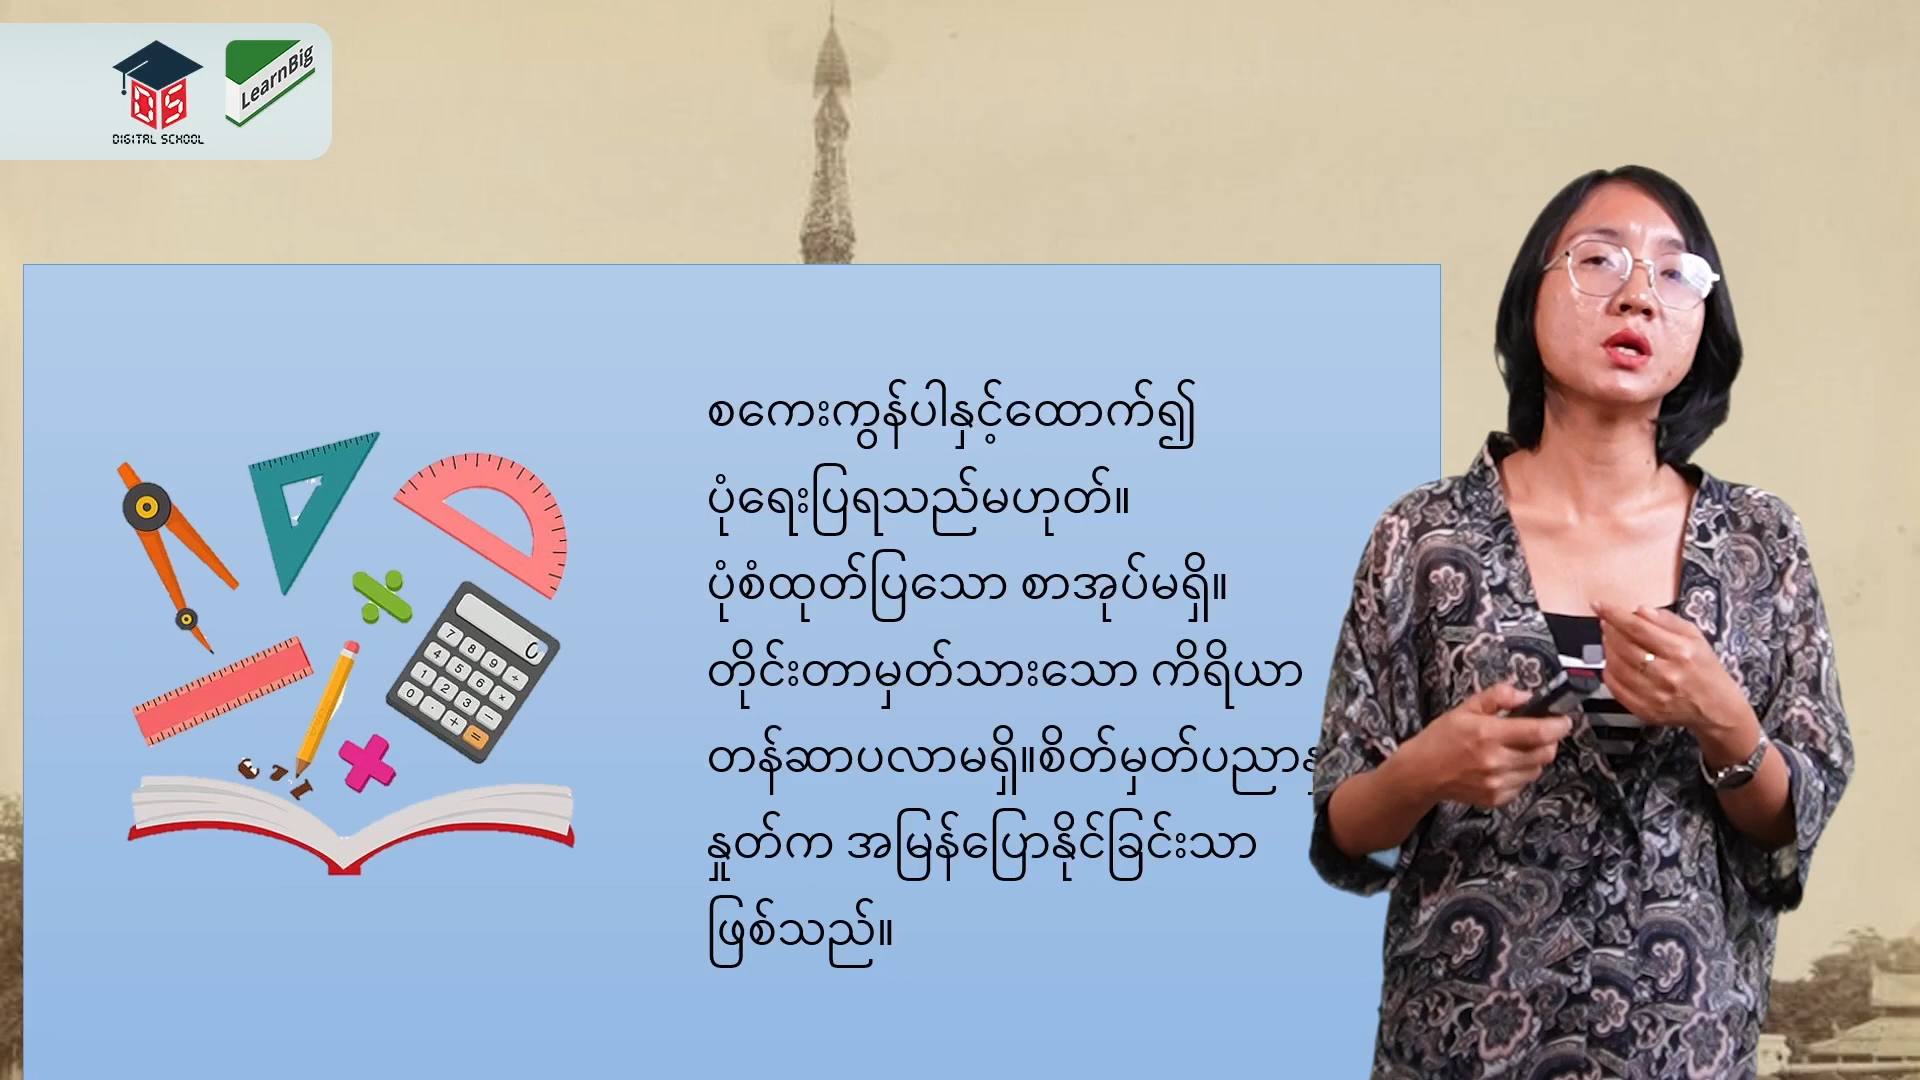 DIGITAL SCHOOL
LearnBig
စကေးကွန်ပါနှင့်ထောက်၍
ပုံရေးပြရသည်မဟုတ်။
ပုံစံထုတ်ပြသော စာအုပ်မရှိ။
တိုင်းတာမှတ်သားသော ကိရိယာ
တန်ဆာပလာမရှိ။စိတ်မှတ်ပညာ
နှုတ်က အမြန်ပြောနိုင်ခြင်းသာ
ဖြစ်သည်။